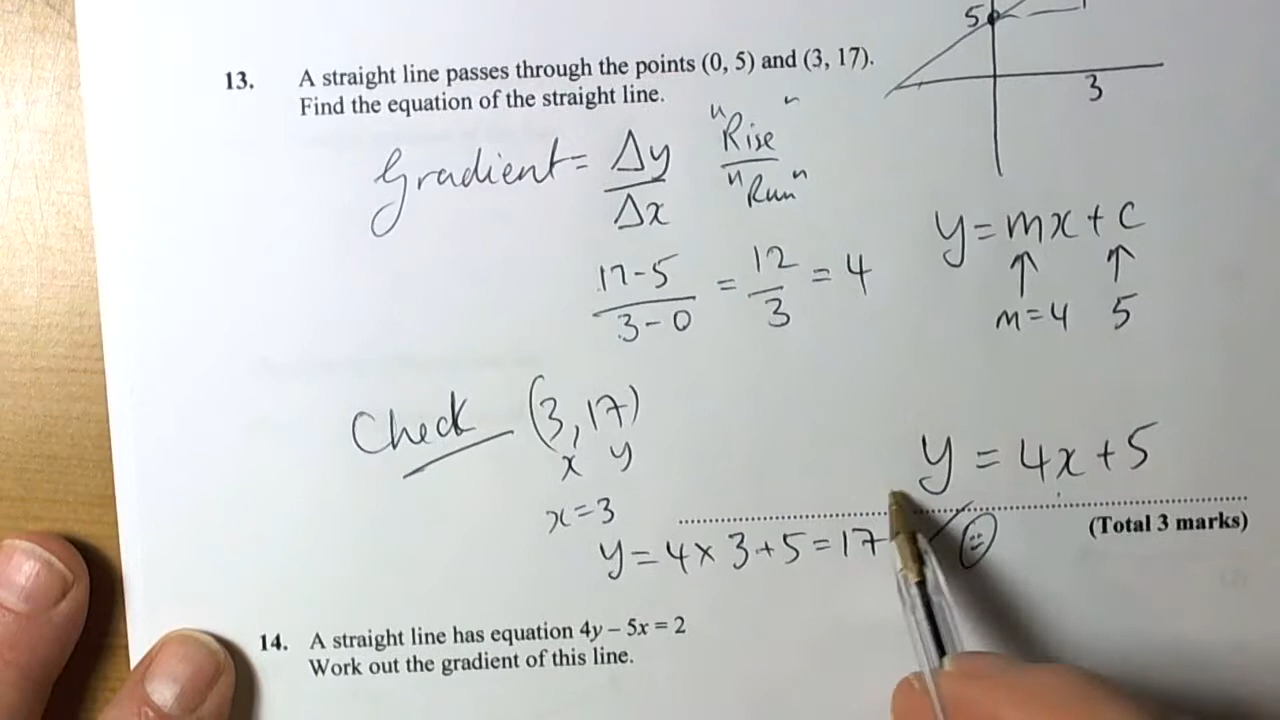 5
3
13. A straight line passes through the points (0, 5) and (3, 17).
Find the equation of the straight line.
Gradient = Δy/Δx "Rise"/"Run"
17-5/3-0 = 12/3 = 4
y = mx + c
↑ ↑
m=4 5
Check (3, 17)
x y
x=3
y = 4x + 5
(Total 3 marks)
y = 4 × 3 + 5 = 17
14. A straight line has equation 4y – 5x = 2
Work out the gradient of this line.